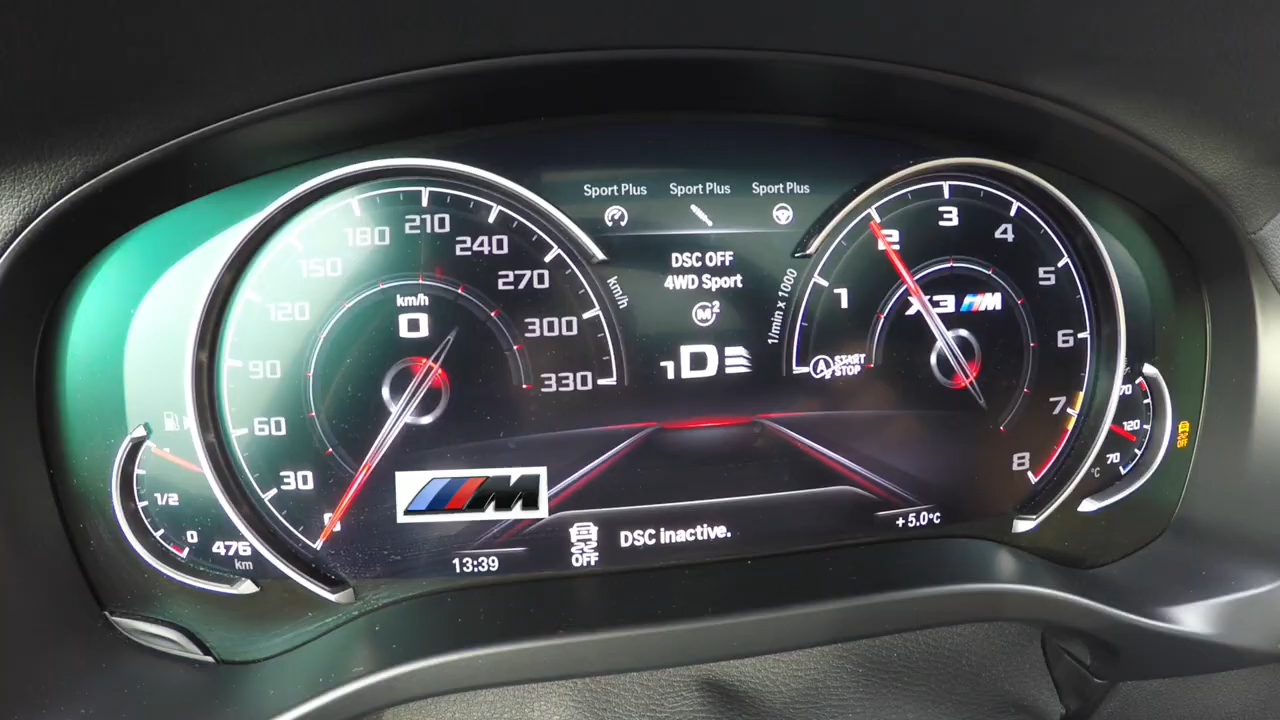 Sport Plus Sport Plus Sport Plus
DSC OFF
4WD Sport
M2
1D
km/h
0
km/h
0
30
60
90
120
150
180
210
240
270
300
330
1/min x 1000
1
2
3
4
5
6
7
8
X3 M
A START
STOP
1/2
0
476
km
M
13:39
OFF
DSC inactive.
+5.0°C
170
120
70
°C